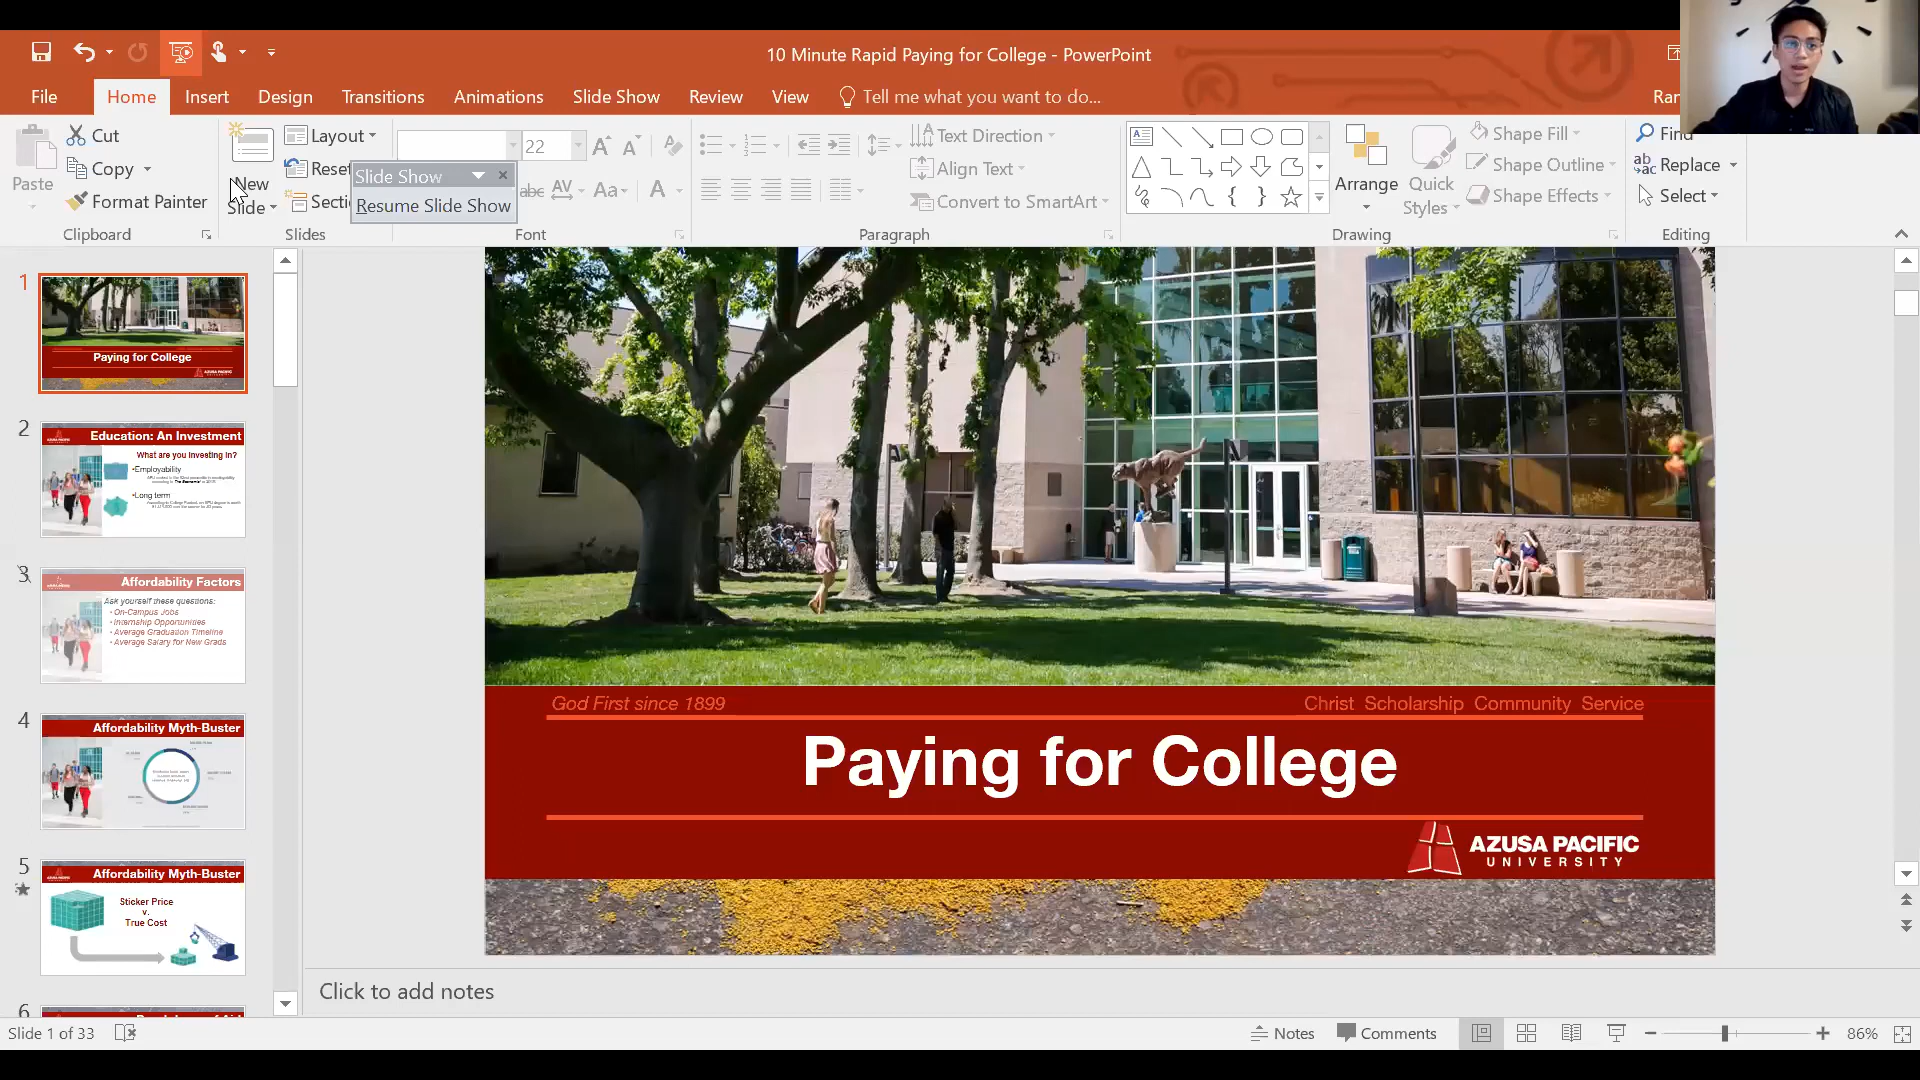 10 Minute Rapid Paying for College - PowerPoint
File Home Insert Design Transitions Animations Slide Show Review View Tell me what you want to do...
Paste
Cut
Copy
Format Painter
Clipboard
New
Slide
Layout
Reset
Slides
Slide Show
Resume Slide Show
22
abc
AV
Aa
A
Font
Text Direction
Align Text
Convert to SmartArt
Paragraph
Arrange
Quick
Styles
Shape Fill
Shape Outline
Shape Effects
Drawing
Replace
Select
Editing
1
Paying for College
AZUSA PACIFIC
2
Education: An Investment
What are you investing in?
•Employability
•Long term
3
Affordability Factors
Ask yourself these questions:
• On-Campus Jobs
• Internship Opportunities
• Average Graduation Timeline
• Average Salary for New Grads
4
Affordability Myth-Buster
5
Affordability Myth-Buster
Sticker Price
v.
True Cost
6
God First since 1899
Christ Scholarship Community Service
Paying for College
AZUSA PACIFIC
UNIVERSITY
Click to add notes
Slide 1 of 33
Notes
Comments
86%